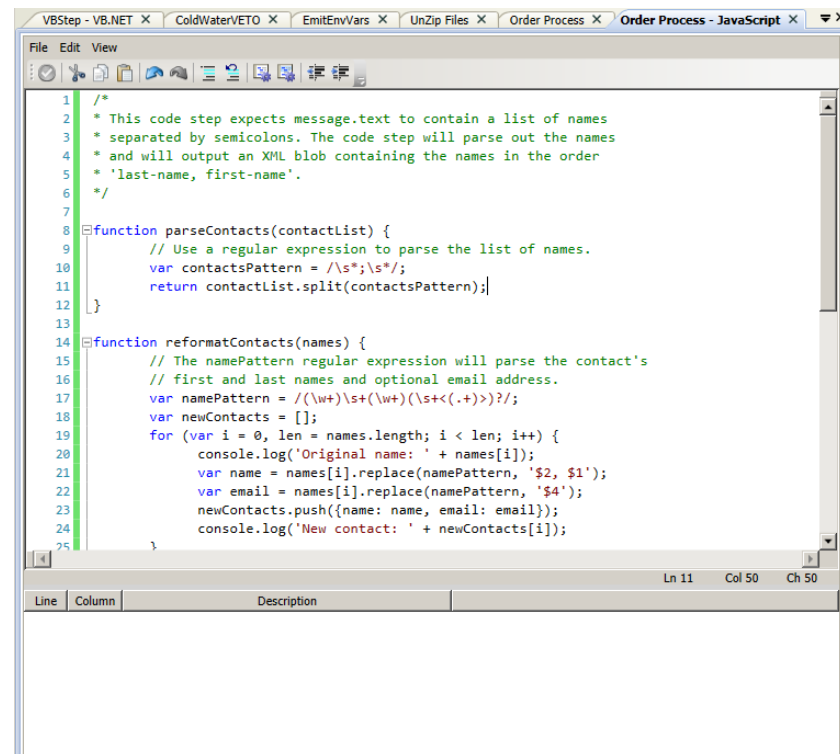 VBStep - VB.NET X ColdWaterVETO X EmitEnvVars X UnZip Files X Order Process X Order Process - JavaScript X
File Edit View
1 /*
2 * This code step expects message.text to contain a list of names
3 * separated by semicolons. The code step will parse out the names
4 * and will output an XML blob containing the names in the order
5 * 'last-name, first-name'.
6 */
7
8 function parseContacts(contactList) {
9 // Use a regular expression to parse the list of names.
10 var contactsPattern = /\s*;\s*/;
11 return contactList.split(contactsPattern);
12 }
13
14 function reformatContacts(names) {
15 // The namePattern regular expression will parse the contact's
16 // first and last names and optional email address.
17 var namePattern = /(\w+)\s+(\w+)(\s+<(.+)>)?/;
18 var newContacts = [];
19 for (var i = 0, len = names.length; i < len; i++) {
20 console.log('Original name: ' + names[i]);
21 var name = names[i].replace(namePattern, '$2, $1');
22 var email = names[i].replace(namePattern, '$4');
23 newContacts.push({name: name, email: email});
24 console.log('New contact: ' + newContacts[i]);
25 }
Ln 11 Col 50 Ch 50
Line Column Description